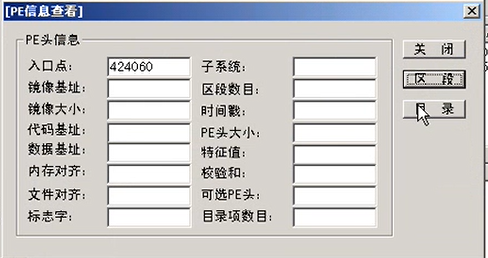 [PE信息查看]
PE头信息
入口点: 424060 子系统:
镜像基址: 区段数目:
镜像大小: 时间戳:
代码基址: PE头大小:
数据基址: 特征值:
内存对齐: 校验和:
文件对齐: 可选PE头:
标志字: 目录项数目:
关 闭
区 段
目 录